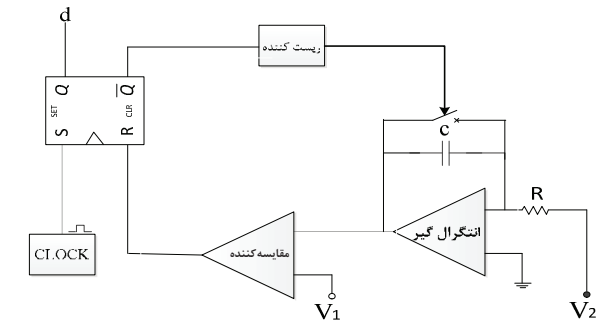 d
ریست کننده
Q
Q
SET
CLR
S
R
c
R
انتگرال گیر
CLOCK
مقایسه کننده
V1
V2